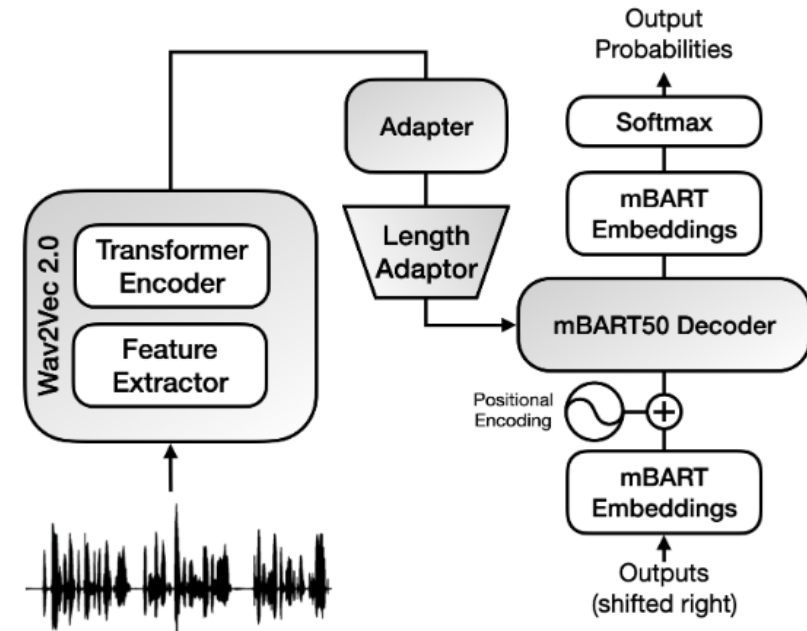 Output
Probabilities
Softmax
mBART
Embeddings
mBART50 Decoder
Positional
Encoding
+
mBART
Embeddings
Outputs
(shifted right)
Adapter
Length
Adaptor
Wav2Vec 2.0
Transformer
Encoder
Feature
Extractor